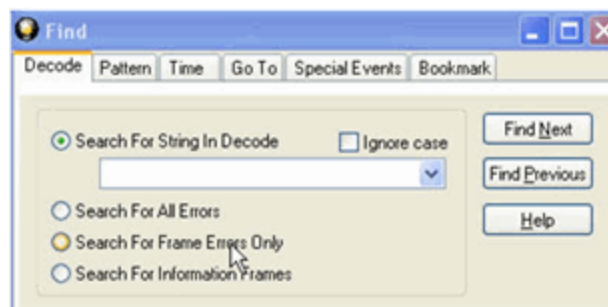 Find
Decode Pattern Time Go To Special Events Bookmark
Search For String In Decode Ignore case Find Next
Find Previous
Search For All Errors Help
Search For Frame Errors Only
Search For Information Frames